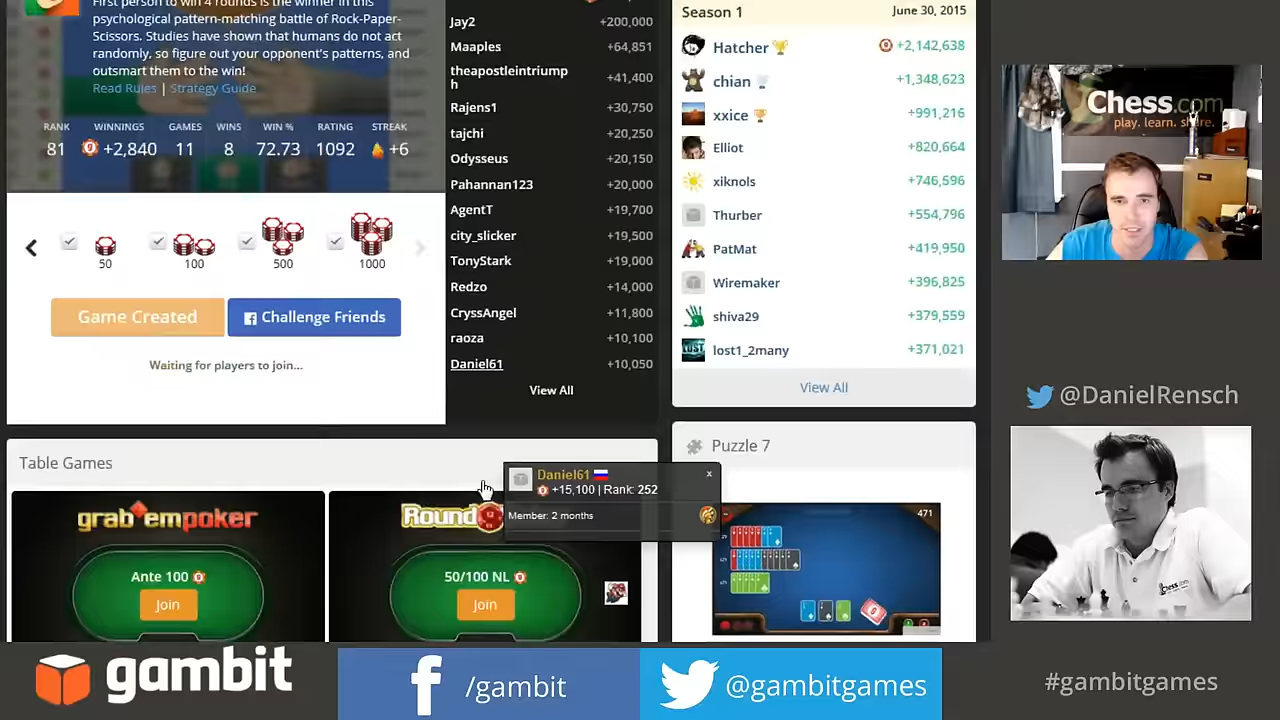 First person to win 4 rounds is the winner in this
psychological pattern-matching battle of Rock-Paper-
Scissors. Studies have shown that humans do not act
randomly, so figure out your opponent's patterns, and
outsmart them to the win!
Read Rules | Strategy Guide
RANK WINNINGS GAMES WINS WIN % RATING STREAK
81 +2,840 11 8 72.73 1092 +6
50 100 500 1000
Game Created
Challenge Friends
Waiting for players to join...
Jay2 +200,000
Maaples +64,851
theapostleintriump
h +41,400
Rajens1 +30,750
tajchi +20,250
Odysseus +20,150
Pahannan123 +20,000
AgentT +19,700
city_slicker +19,500
TonyStark +19,000
Redzo +14,000
CryssAngel +11,800
raoza +10,100
Daniel61 +10,050
View All
Season 1 June 30, 2015
Hatcher +2,142,638
chian +1,348,623
xxice +991,216
Elliot +820,664
xiknols +746,596
Thurber +554,796
PatMat +419,950
Wiremaker +396,825
shiva29 +379,559
lost1_2many +371,021
View All
Table Games
grab'empoker
Ante 100
Join
Round
50/100 NL
Join
Daniel61 x
+15,100 | Rank: 252
Member: 2 months
Puzzle 7
471
Chess.com
play. learn. share.
@DanielRensch
Chess.com
gambit
f /gambit
@gambitgames
#gambitgames